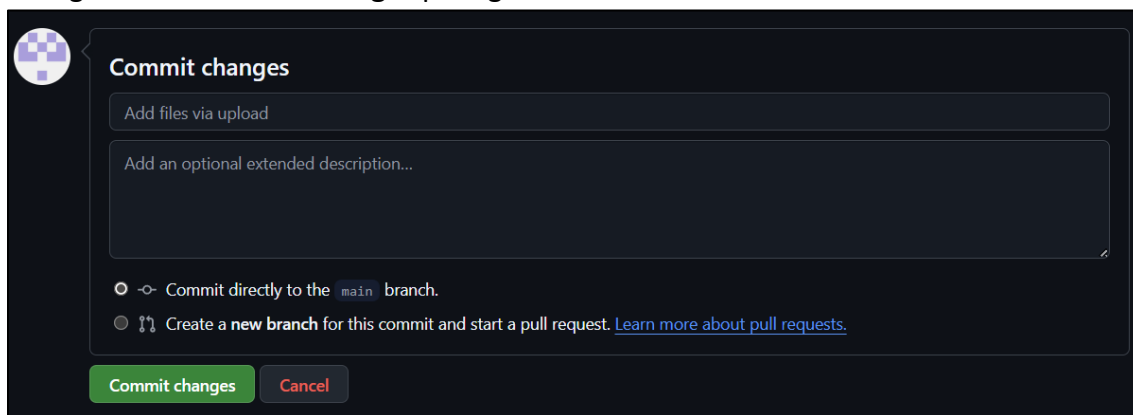 Commit changes
Add files via upload
Add an optional extended description...
Commit directly to the main branch.
Create a new branch for this commit and start a pull request. Learn more about pull requests.
Commit changes Cancel